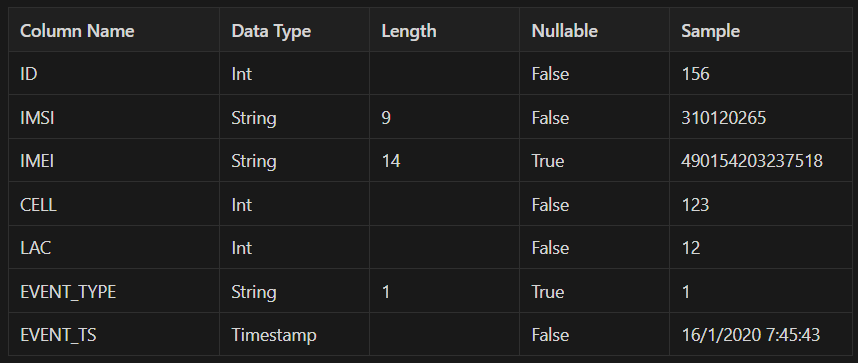 Column Name Data Type Length Nullable Sample
ID Int False 156
IMSI String 9 False 310120265
IMEI String 14 True 490154203237518
CELL Int False 123
LAC Int False 12
EVENT_TYPE String 1 True 1
EVENT_TS Timestamp False 16/1/2020 7:45:43